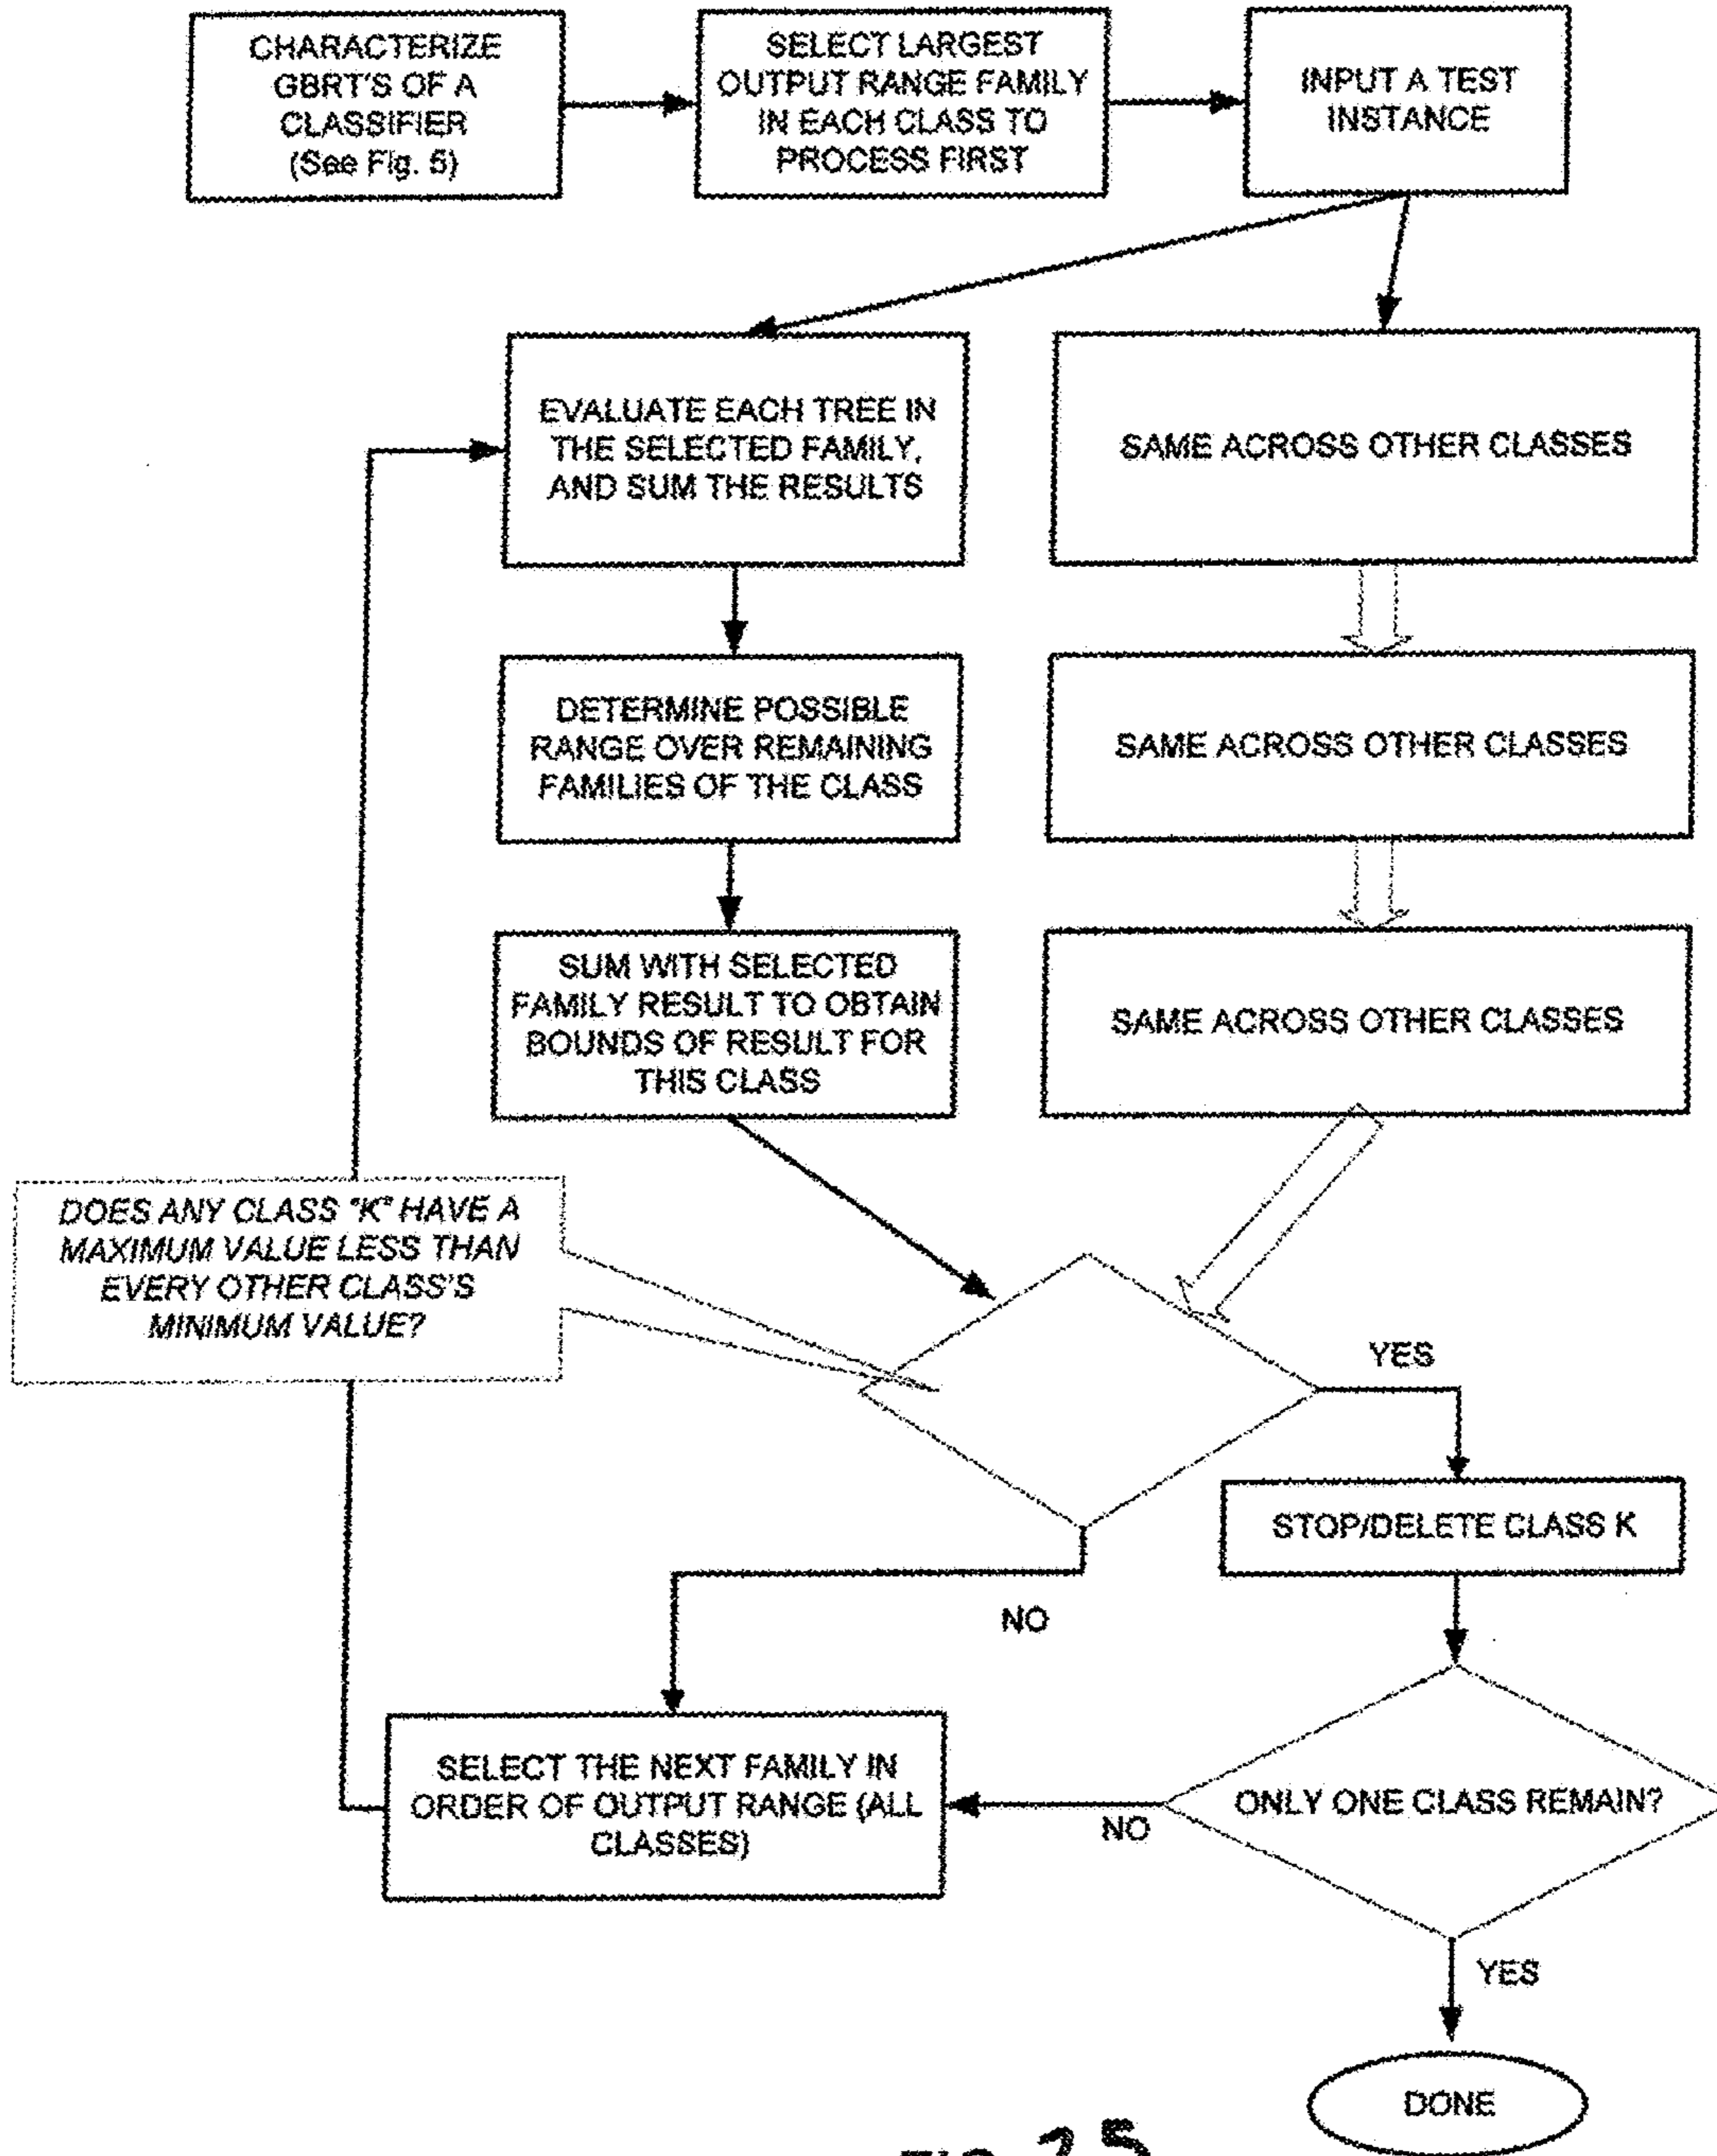 CHARACTERIZE
GBRT'S OF A
CLASSIFIER
(See Fig. 5)
SELECT LARGEST
OUTPUT RANGE FAMILY
IN EACH CLASS TO
PROCESS FIRST
INPUT A TEST
INSTANCE
EVALUATE EACH TREE IN
THE SELECTED FAMILY,
AND SUM THE RESULTS
SAME ACROSS OTHER CLASSES
DETERMINE POSSIBLE
RANGE OVER REMAINING
FAMILIES OF THE CLASS
SAME ACROSS OTHER CLASSES
SUM WITH SELECTED
FAMILY RESULT TO OBTAIN
BOUNDS OF RESULT FOR
THIS CLASS
SAME ACROSS OTHER CLASSES
DOES ANY CLASS "K" HAVE A
MAXIMUM VALUE LESS THAN
EVERY OTHER CLASS'S
MINIMUM VALUE?
YES
STOP/DELETE CLASS K
NO
SELECT THE NEXT FAMILY IN
ORDER OF OUTPUT RANGE (ALL
CLASSES)
NO
ONLY ONE CLASS REMAIN?
YES
DONE
FIG 25